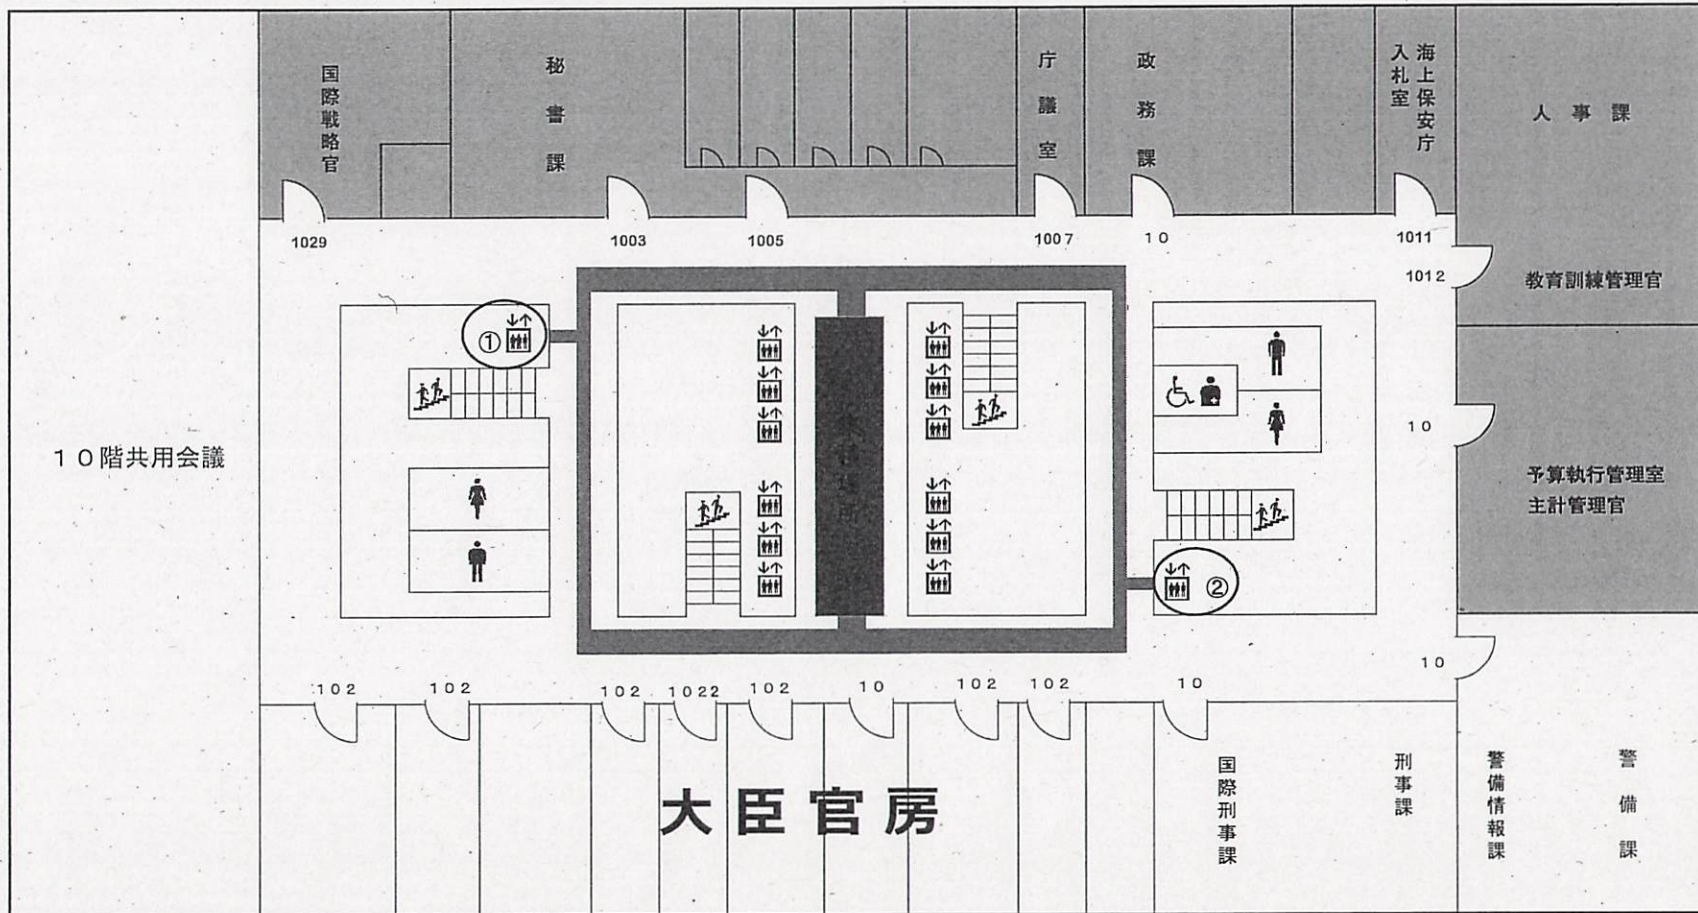 国際戦略官
秘書課
庁議室
政務課
海上保安庁
入札室
人事課
1029
1003
1005
1007
10
1011
1012
教育訓練管理官
①
10
10階共用会議
予算執行管理室
主計管理官
②
10
102
102
102
1022
102
10
102
102
10
大臣官房
国際刑事課
刑事課
警備情報課
警備課